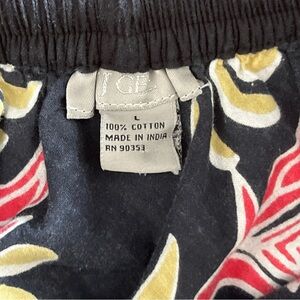 L
100% COTTON
MADE IN INDIA
RN 90353